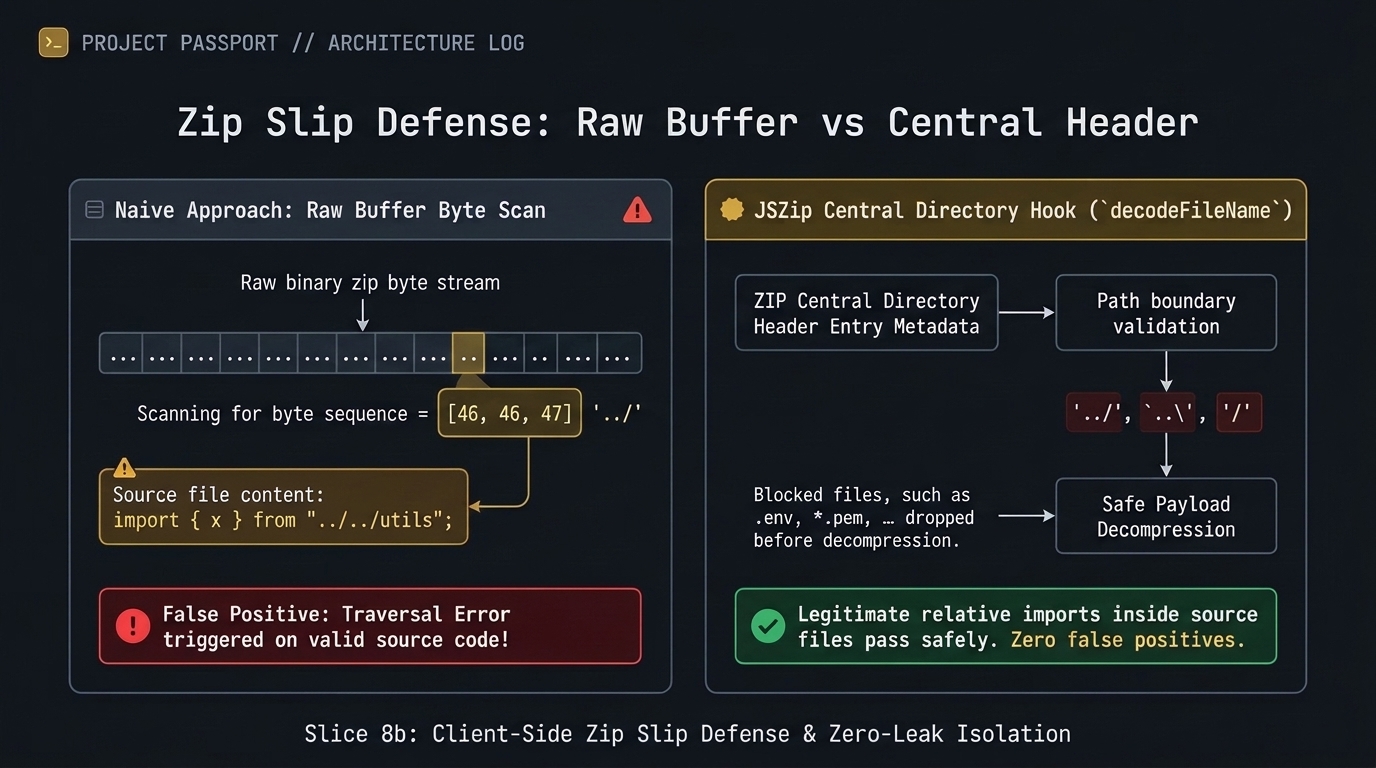 >_ PROJECT PASSPORT // ARCHITECTURE LOG
Zip Slip Defense: Raw Buffer vs Central Header
Naive Approach: Raw Buffer Byte Scan
Raw binary zip byte stream
... ... ... ... ... ... ... ... ... .. ... .. ... ...
Scanning for byte sequence = [46, 46, 47] '../'
Source file content:
import { x } from "../../utils";
False Positive: Traversal Error
triggered on valid source code!
JSZip Central Directory Hook (`decodeFileName`)
ZIP Central Directory
Header Entry Metadata
Path boundary
validation
'../', `..\', '/'
Blocked files, such as
.env, *.pem, … dropped
before decompression.
Safe Payload
Decompression
Legitimate relative imports inside source
files pass safely. Zero false positives.
Slice 8b: Client-Side Zip Slip Defense & Zero-Leak Isolation